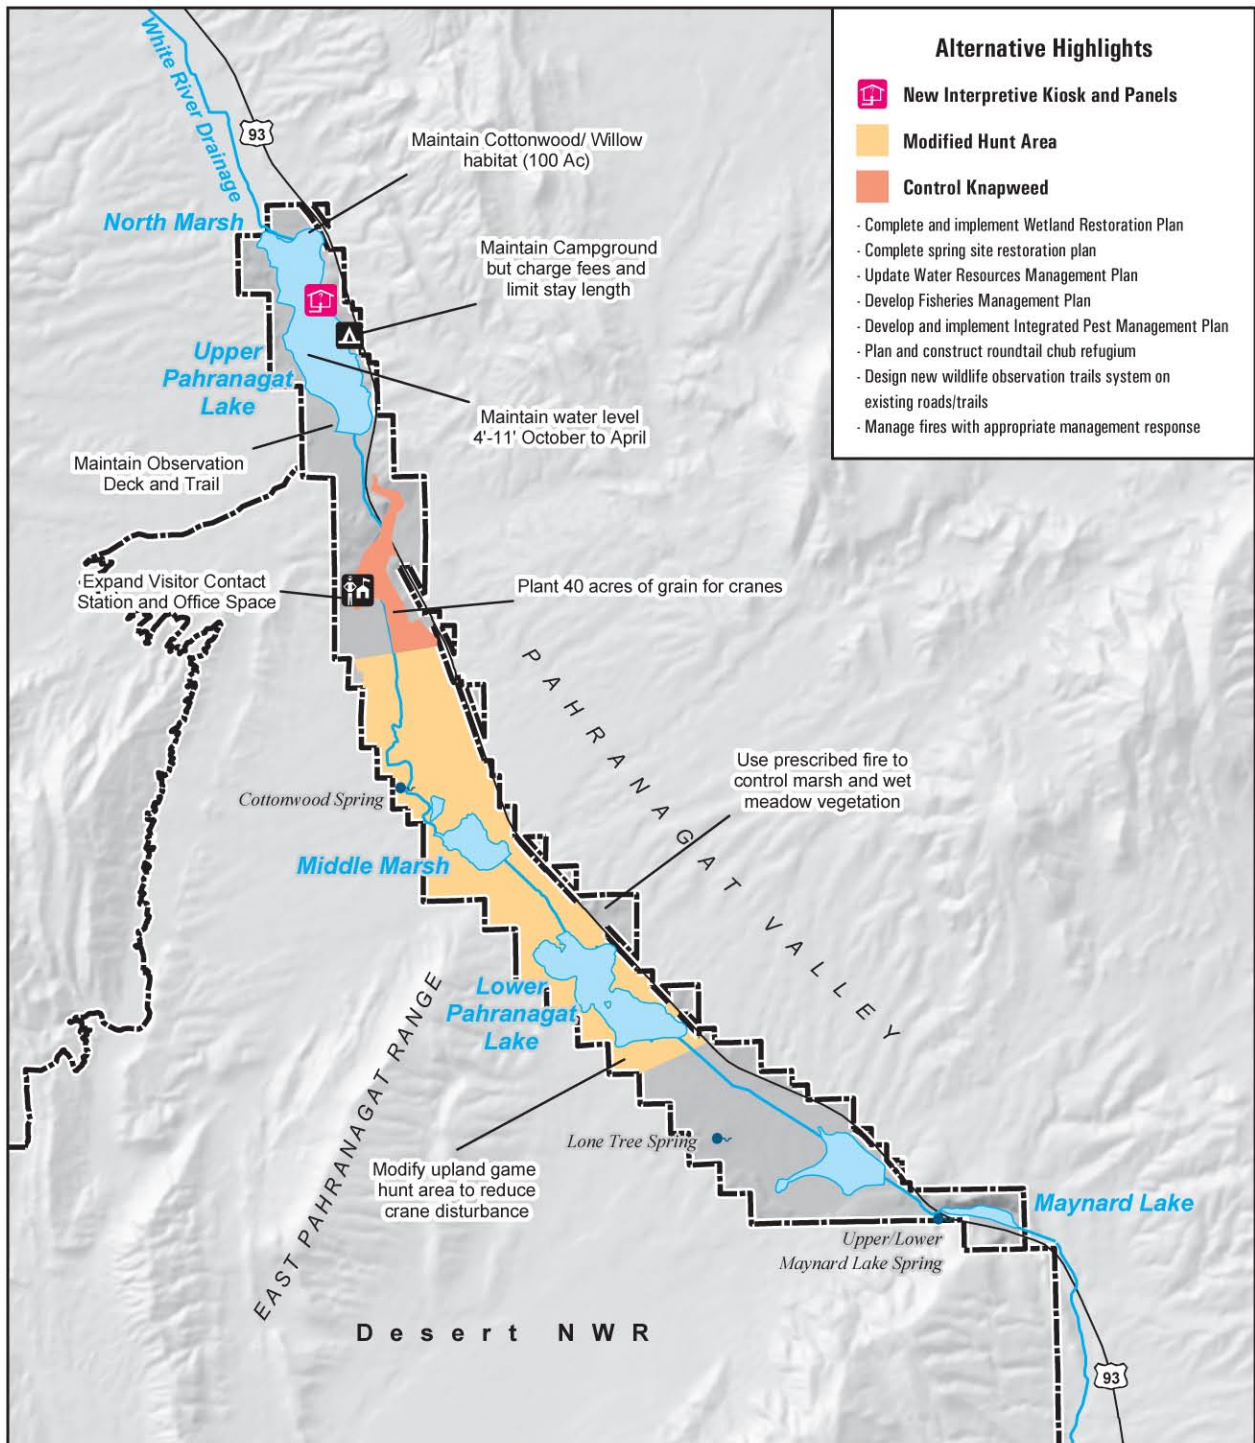 Alternative Highlights
New Interpretive Kiosk and Panels
Modified Hunt Area
Control Knapweed
- Complete and implement Wetland Restoration Plan
- Complete spring site restoration plan
- Update Water Resources Management Plan
- Develop Fisheries Management Plan
- Develop and implement Integrated Pest Management Plan
- Plan and construct roundtail chub refugium
- Design new wildlife observation trails system on
existing roads/trails
- Manage fires with appropriate management response
White River Drainage
93
Maintain Cottonwood/ Willow
habitat (100 Ac)
North Marsh
Maintain Campground
but charge fees and
limit stay length
Upper
Pahranagat
Lake
Maintain water level
4'-11' October to April
Maintain Observation
Deck and Trail
Expand Visitor Contact
Station and Office Space
Plant 40 acres of grain for cranes
PAHRANAGAT VALLEY
Use prescribed fire to
control marsh and wet
meadow vegetation
Cottonwood Spring
Middle Marsh
Lower
Pahranagat
Lake
EAST PAHRANAGAT RANGE
Lone Tree Spring
Modify upland game
hunt area to reduce
crane disturbance
Maynard Lake
Upper/Lower
Maynard Lake Spring
Desert NWR
93